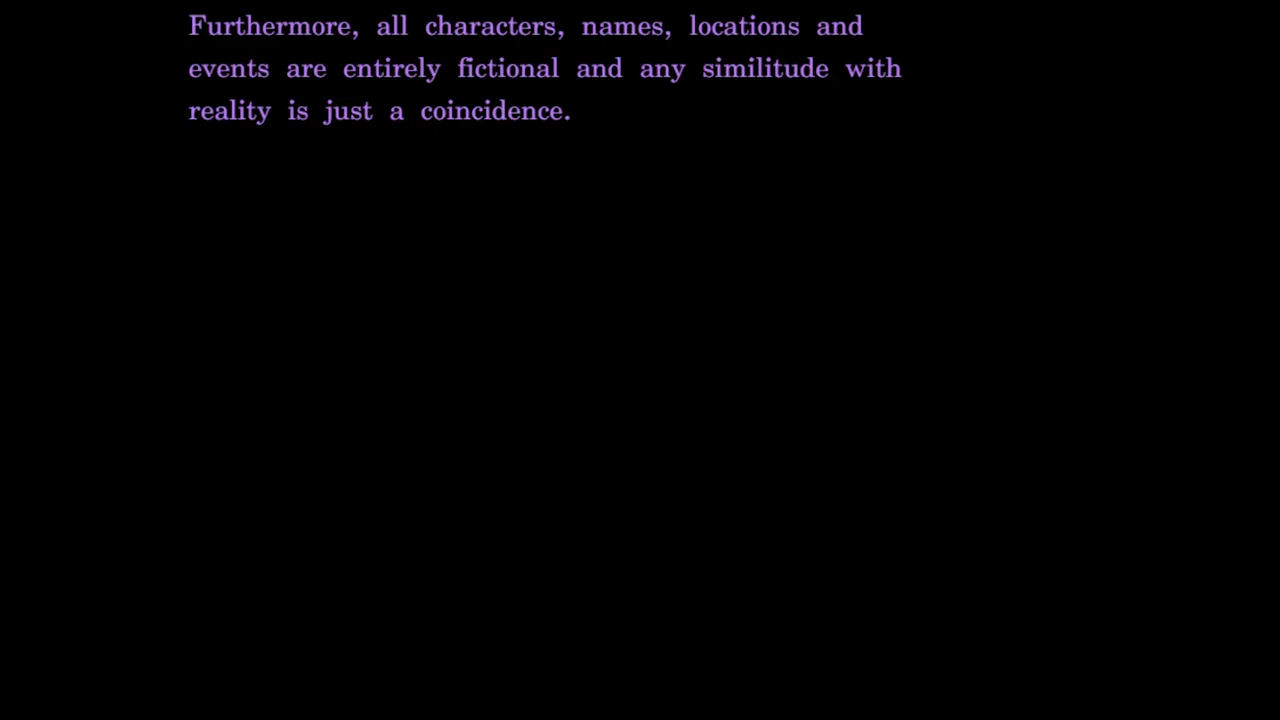 Furthermore, all characters, names, locations and
events are entirely fictional and any similitude with
reality is just a coincidence.